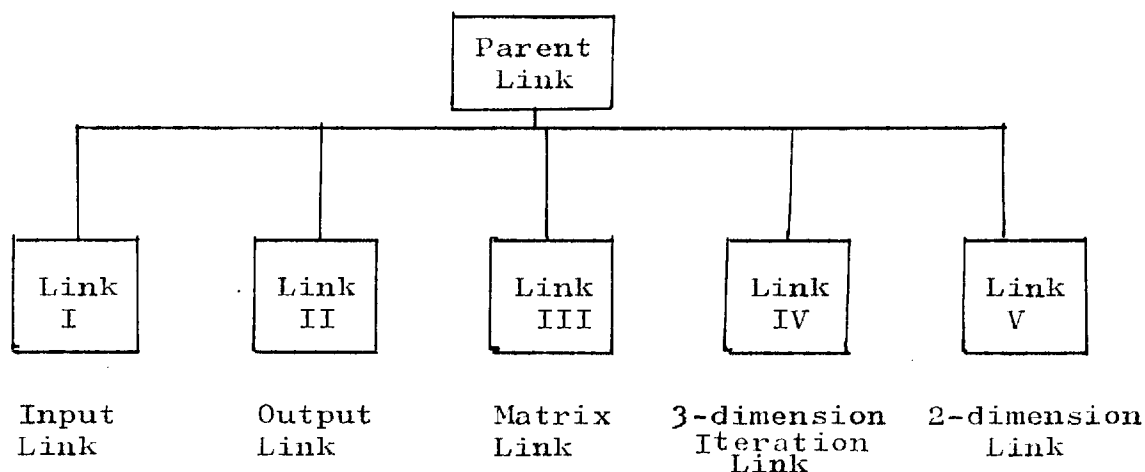 Parent
Link
Link
I
Link
II
Link
III
Link
IV
Link
V
Input
Link
Output
Link
Matrix
Link
3-dimension
Iteration
Link
2-dimension
Link